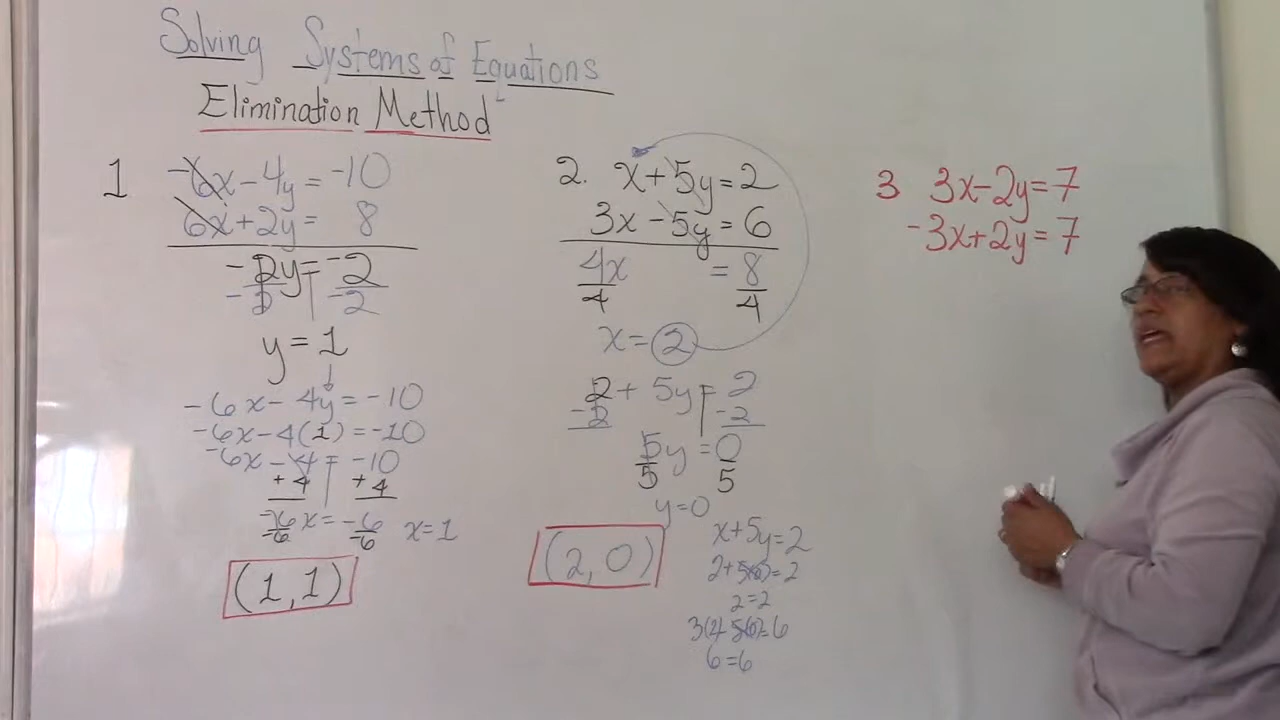 Solving Systems of Equations
Elimination Method
1
-6x - 4y = -10
6x + 2y = 8
-2y = -2
-2 -2
y = 1
-6x - 4y = -10
-6x - 4(1) = -10
-6x - 4 = -10
+4 +4
-6x = -6 x = 1
-6 -6
(1, 1)
2. x + 5y = 2
3x - 5y = 6
4x = 8
4 4
x = 2
2 + 5y = 2
-2 -2
5y = 0
5 5
y = 0
(2, 0)
x + 5y = 2
2 + 5(0) = 2
2 = 2
3(2) - 5(0) = 6
6 = 6
3 3x - 2y = 7
-3x + 2y = 7